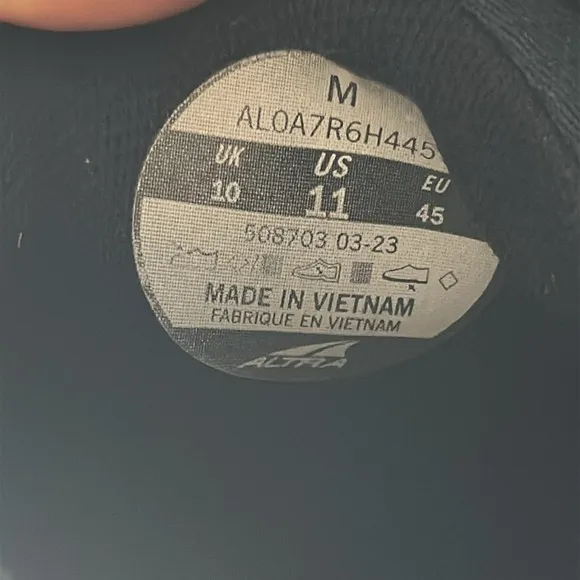 M
AL0A7R6H445
UK US EU
10 11 45
508703 03-23
MADE IN VIETNAM
FABRIQUE EN VIETNAM
ALTRA